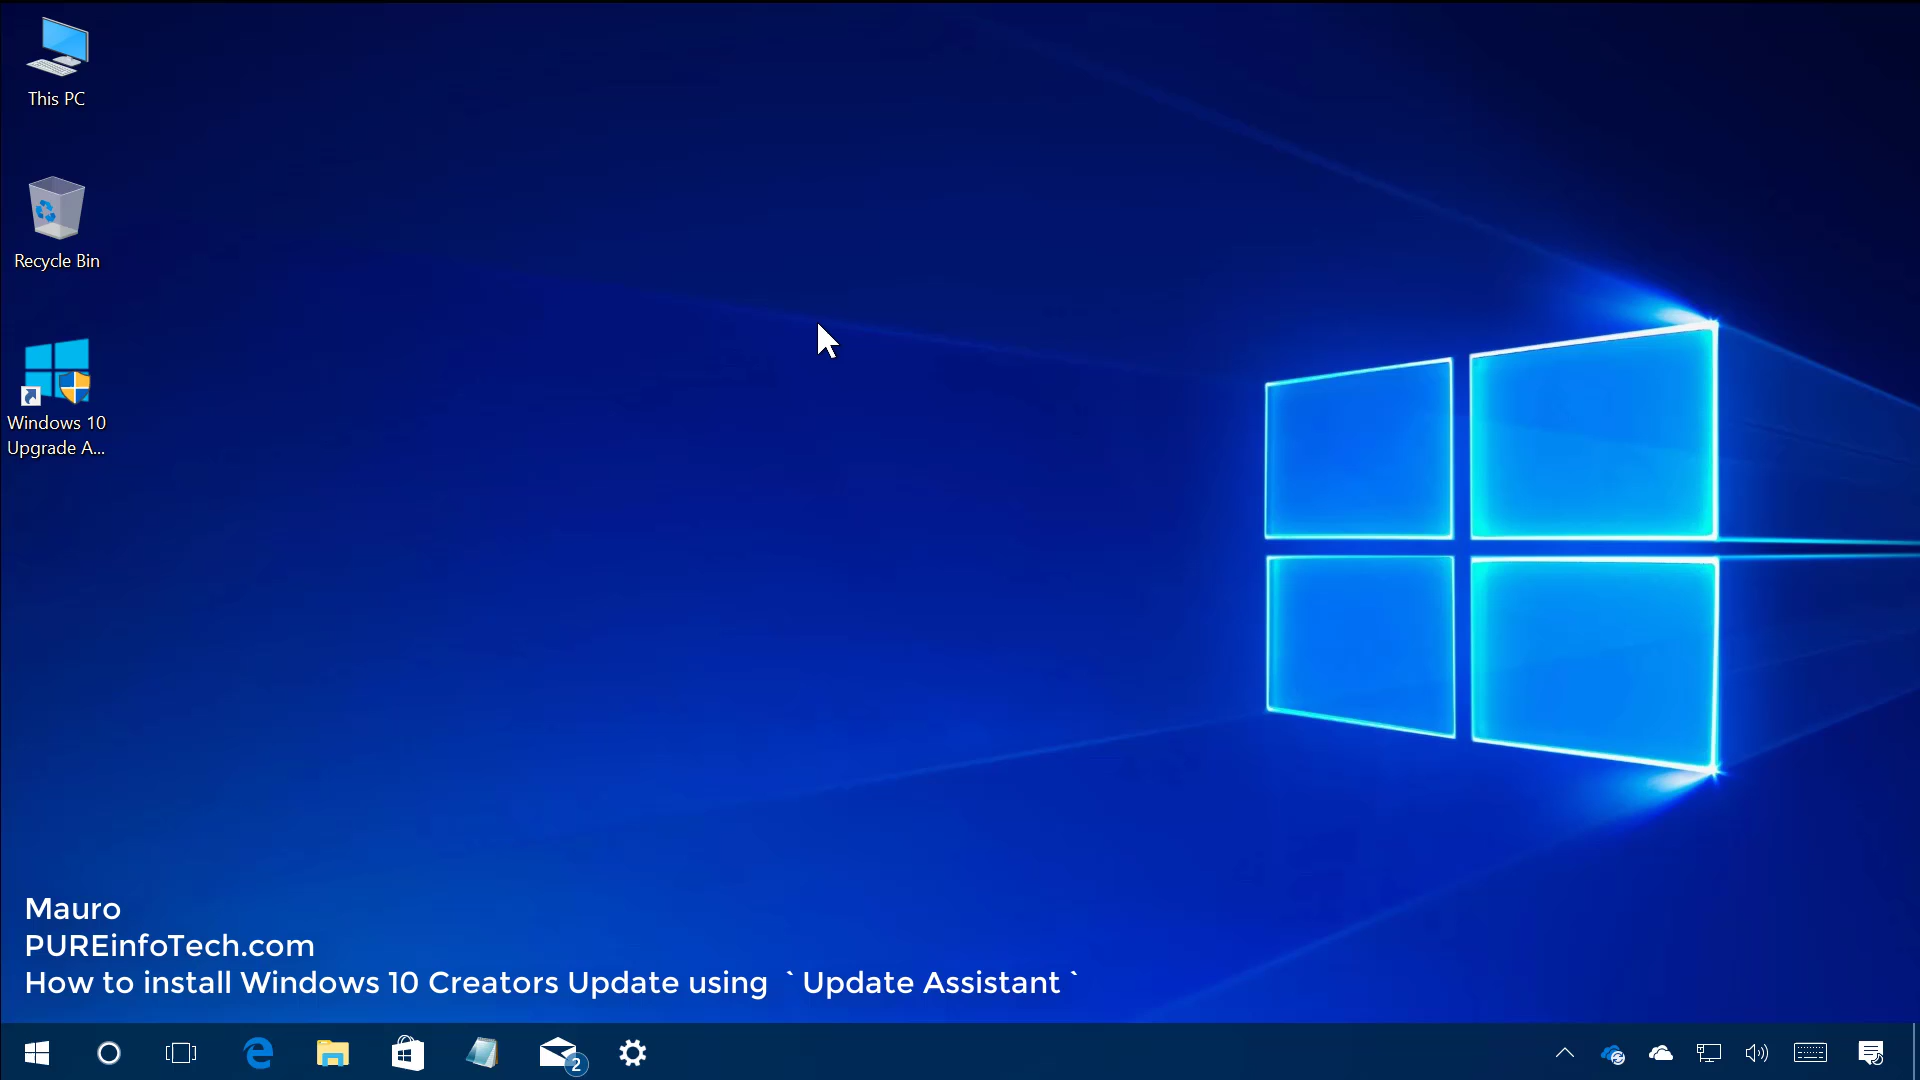 This PC
Recycle Bin
Windows 10
Upgrade A...
Mauro
PUREinfoTech.com
How to install Windows 10 Creators Update using `Update Assistant`
2